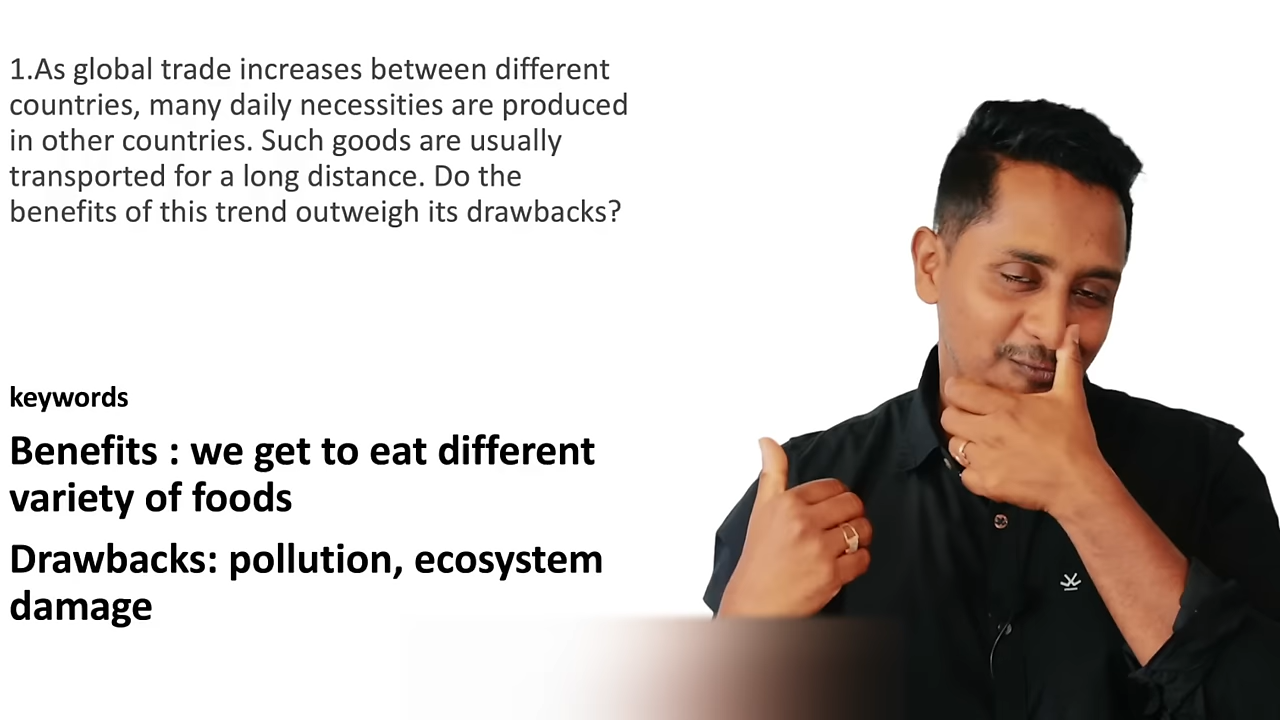 1.As global trade increases between different
countries, many daily necessities are produced
in other countries. Such goods are usually
transported for a long distance. Do the
benefits of this trend outweigh its drawbacks?
keywords
Benefits : we get to eat different
variety of foods
Drawbacks: pollution, ecosystem
damage